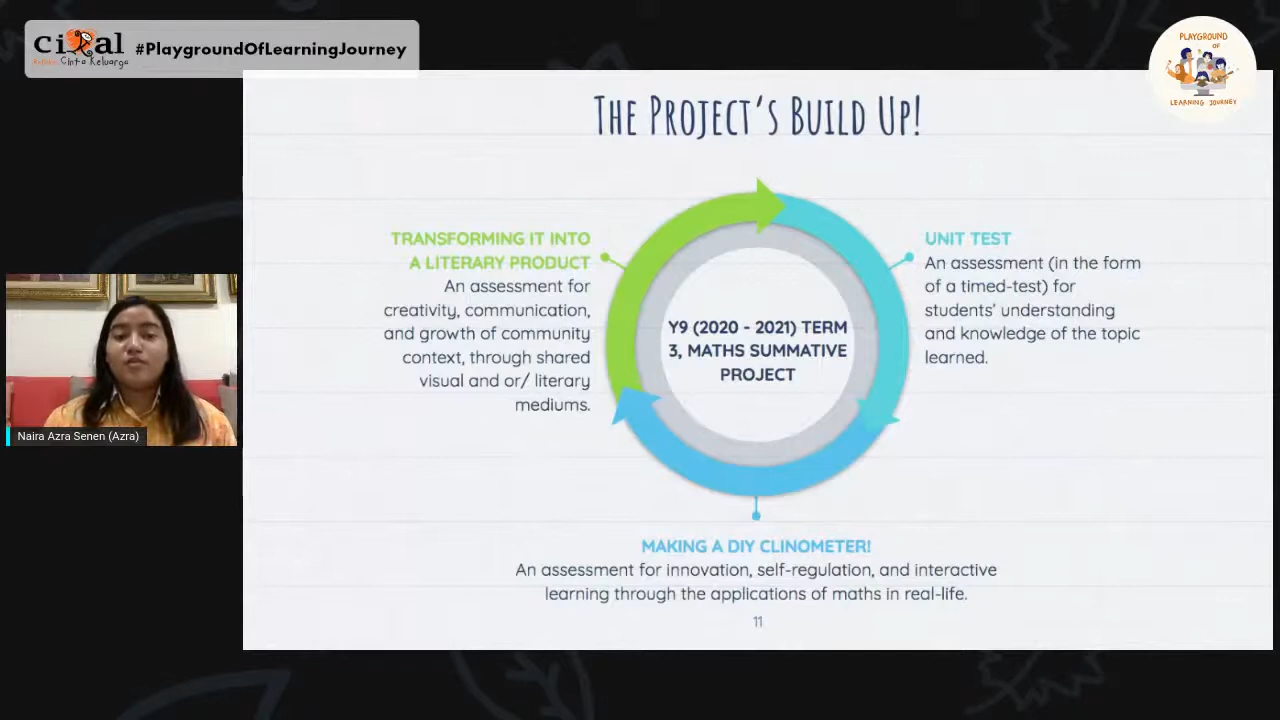 cikal
Rumah Cinta Keluarga
#PlaygroundOfLearningJourney
PLAYGROUND
OF
LEARNING JOURNEY
THE PROJECT'S BUILD UP!
TRANSFORMING IT INTO
A LITERARY PRODUCT
An assessment for
creativity, communication,
and growth of community
context, through shared
visual and or/ literary
mediums.
Y9 (2020 - 2021) TERM
3, MATHS SUMMATIVE
PROJECT
UNIT TEST
An assessment (in the form
of a timed-test) for
students' understanding
and knowledge of the topic
learned.
Naira Azra Senen (Azra)
MAKING A DIY CLINOMETER!
An assessment for innovation, self-regulation, and interactive
learning through the applications of maths in real-life.
11